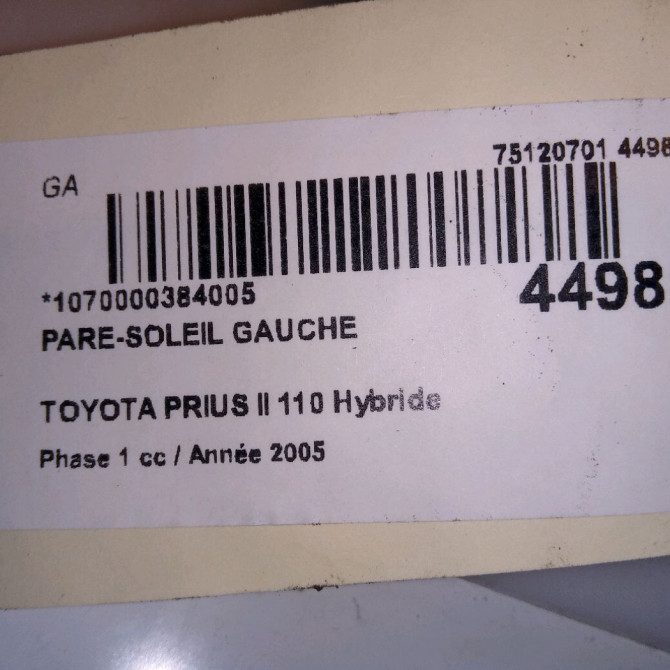 75120701 4498
GA
*1070000384005
4498
PARE-SOLEIL GAUCHE
TOYOTA PRIUS II 110 Hybride
Phase 1 cc / Année 2005